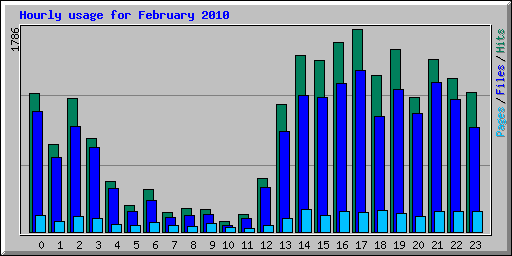 Hourly usage for February 2010
1786
Pages / Files / Hits
0 1 2 3 4 5 6 7 8 9 10 11 12 13 14 15 16 17 18 19 20 21 22 23